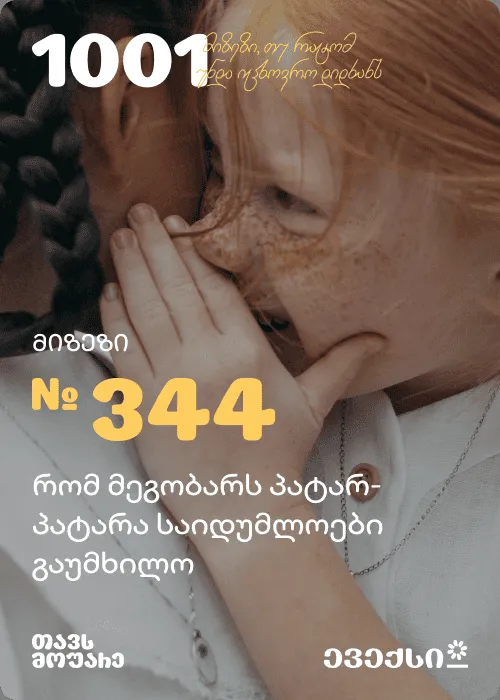 1001 მიზეზი, თუ რატომ
უნდა იცხოვრო დიდხანს
მიზეზი
№ 344
რომ მეგობარს პატარ-
პატარა საიდუმლოები
გაუმხილო
თავს
მოუარე
ევექსი